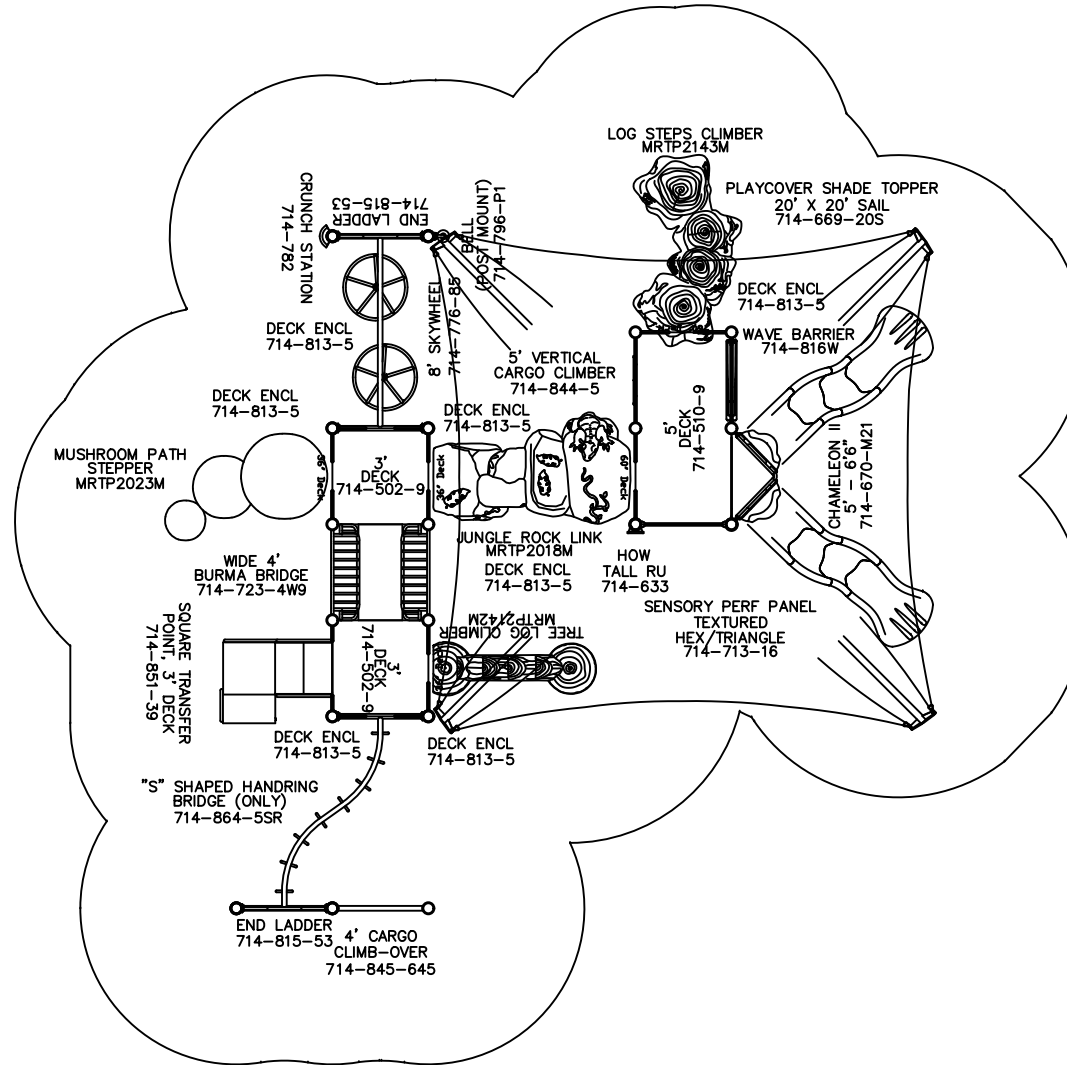 LOG STEPS CLIMBER
MRTP2143M
PLAYCOVER SHADE TOPPER
20' X 20' SAIL
714-669-20S
CRUNCH STATION
714-782
END LADDER
714-815-53
BELL
(POST MOUNT)
714-796-P1
DECK ENCL
714-813-5
8' SKYWHEEL
714-776-85
DECK ENCL
714-813-5
WAVE BARRIER
714-816W
5' VERTICAL
CARGO CLIMBER
714-844-5
DECK ENCL
714-813-5
DECK ENCL
714-813-5
MUSHROOM PATH
STEPPER
MRTP2023M
36" Deck
3'
DECK
714-502-9
36" Deck
60" Deck
5'
DECK
714-510-9
CHAMELEON II
5' - 6'6"
714-670-M21
JUNGLE ROCK LINK
MRTP2018M
DECK ENCL
714-813-5
HOW
TALL RU
714-633
WIDE 4'
BURMA BRIDGE
714-723-4W9
SENSORY PERF PANEL
TEXTURED
HEX/TRIANGLE
714-713-16
SQUARE TRANSFER
POINT, 3' DECK
714-851-39
3'
DECK
714-502-9
TREE LOG CLIMBER
MRTP2142M
DECK ENCL
714-813-5
DECK ENCL
714-813-5
"S" SHAPED HANDRING
BRIDGE (ONLY)
714-864-5SR
END LADDER
714-815-53
4' CARGO
CLIMB-OVER
714-845-645